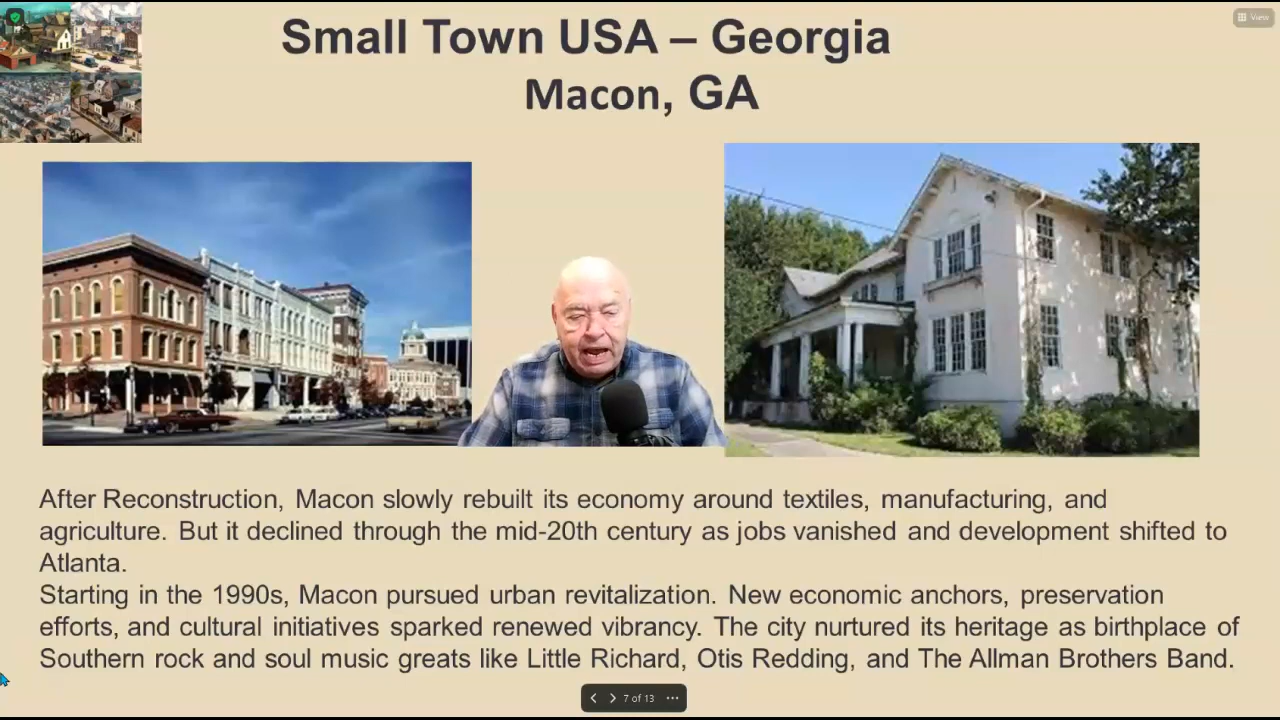 View
Small Town USA – Georgia
Macon, GA
After Reconstruction, Macon slowly rebuilt its economy around textiles, manufacturing, and
agriculture. But it declined through the mid-20th century as jobs vanished and development shifted to
Atlanta.
Starting in the 1990s, Macon pursued urban revitalization. New economic anchors, preservation
efforts, and cultural initiatives sparked renewed vibrancy. The city nurtured its heritage as birthplace of
Southern rock and soul music greats like Little Richard, Otis Redding, and The Allman Brothers Band.
7 of 13